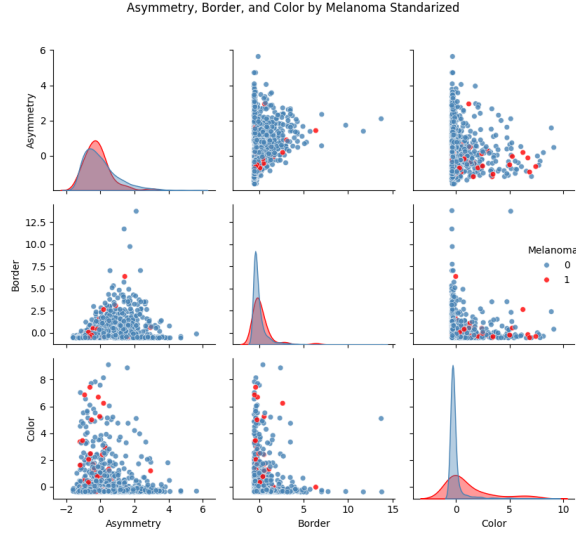 Asymmetry, Border, and Color by Melanoma Standarized
6
4
2
0
Asymmetry
12.5
10.0
7.5
5.0
2.5
0.0
Border
Melanoma
0
1
8
6
4
2
0
Color
−2 0 2 4 6
0 5 10 15
0 5 10
Asymmetry Border Color